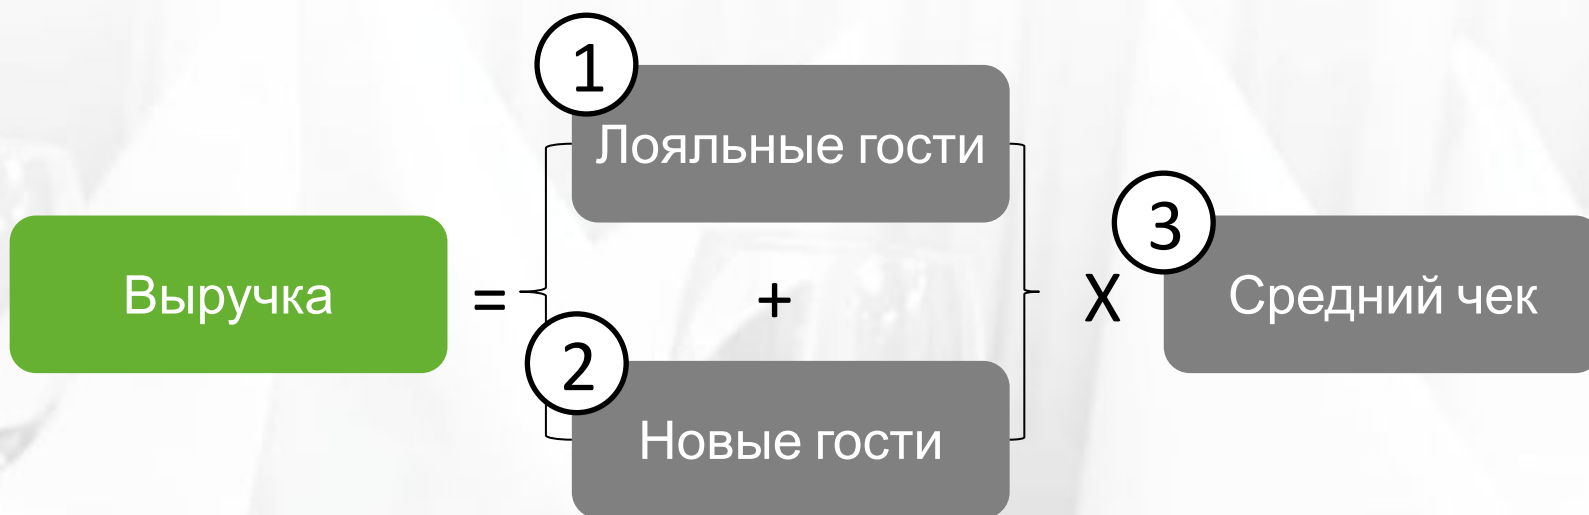 1
Лояльные гости
Выручка
=
+
X
3
Средний чек
2
Новые гости